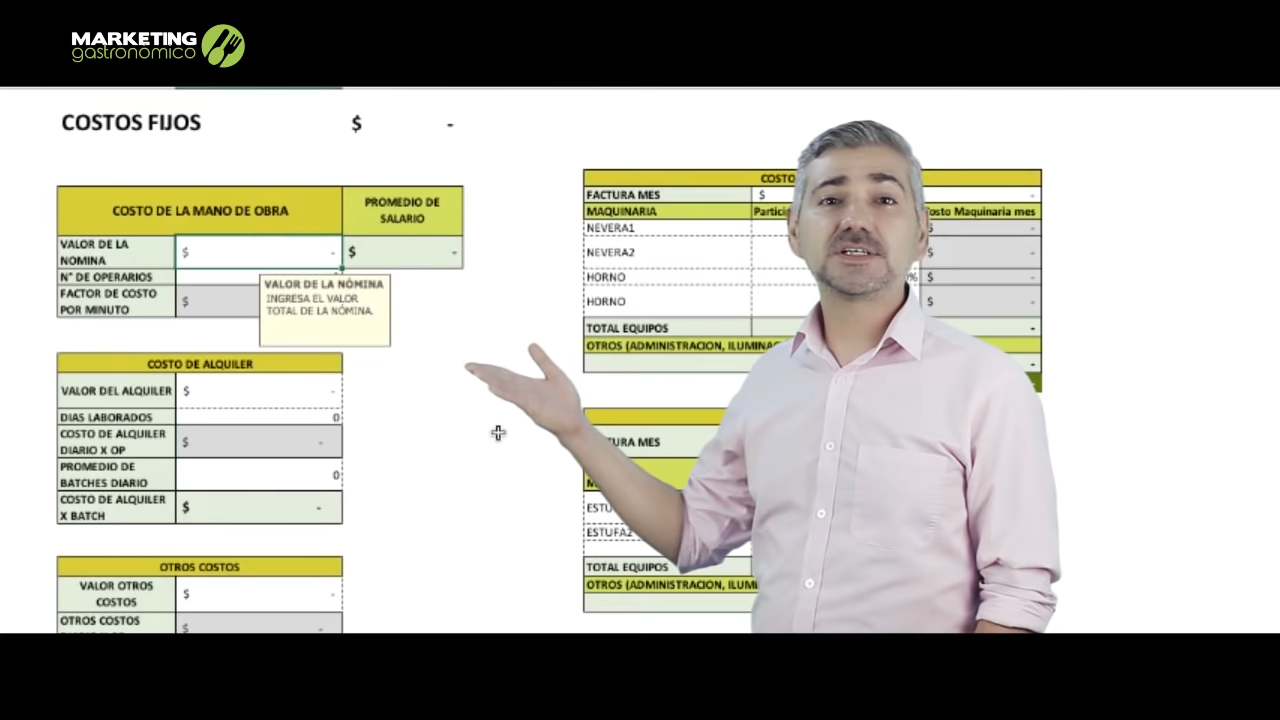 MARKETING
gastronómico
COSTOS FIJOS $ -
COSTO DE LA MANO DE OBRA
PROMEDIO DE
SALARIO
VALOR DE LA
NOMINA
$ -
$ -
N° DE OPERARIOS
FACTOR DE COSTO
POR MINUTO
$
VALOR DE LA NÓMINA
INGRESA EL VALOR
TOTAL DE LA NÓMINA.
COSTO DE ALQUILER
VALOR DEL ALQUILER $ -
DIAS LABORADOS 0
COSTO DE ALQUILER
DIARIO X OP
$ -
PROMEDIO DE
BATCHES DIARIO
0
COSTO DE ALQUILER
X BATCH
$ -
OTROS COSTOS
VALOR OTROS
COSTOS
$ -
OTROS COSTOS
$ -
COSTO
FACTURA MES $ -
MAQUINARIA Costo Maquinaria mes
NEVERA1 $ -
NEVERA2 $ -
HORNO % $ -
HORNO $ -
TOTAL EQUIPOS -
OTROS (ADMINISTRACION,
-
MES
ESTUFA2
TOTAL EQUIPOS
OTROS (ADMINISTRACION,